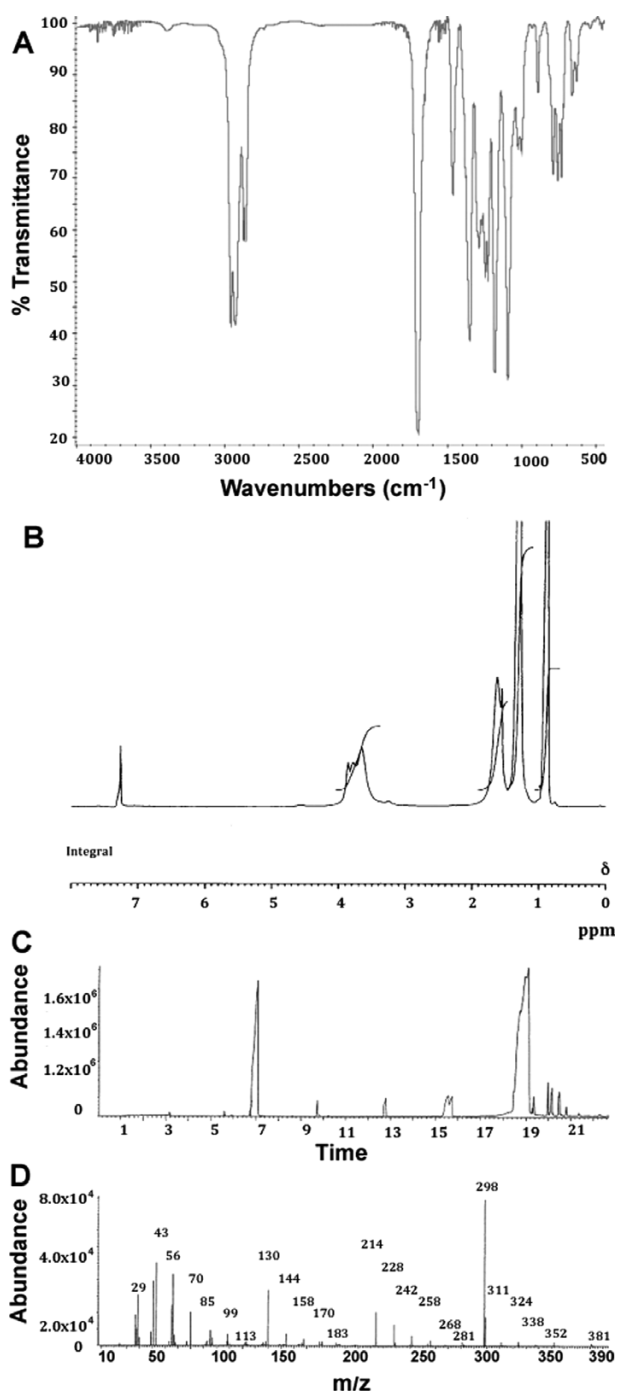 A
% Transmittance
100
90
80
70
60
50
40
30
20
4000 3500 3000 2500 2000 1500 1000 500
Wavenumbers (cm-1)
B
Integral
δ
7 6 5 4 3 2 1 0
ppm
C
Abundance
1.6x10⁶
1.4x10⁶
1.2x10⁶
0
1 3 5 7 9 11 13 15 17 19 21
Time
D
Abundance
8.0x10⁴
4.0x10⁴
2.0x10⁴
0
298
43
56
130
214
228
29
70
144
242
311
85
158
258
324
99
170
268
338
113
183
281
352
381
10 50 100 150 200 250 300 350 390
m/z